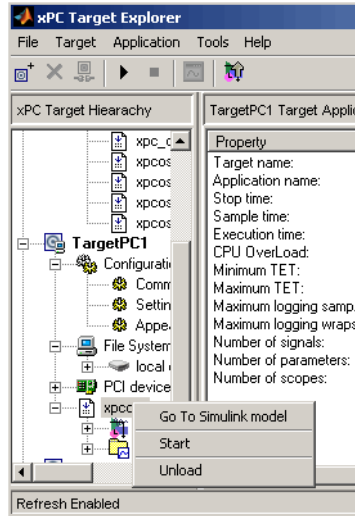 xPC Target Explorer
File Target Application Tools Help
xPC Target Hiearachy
TargetPC1 Target Applic
xpc_c
xpcos
xpcos
xpcos
TargetPC1
Configurati
Comm
Settin
Appe
File System
local
PCI device
xpco
Property
Target name:
Application name:
Stop time:
Sample time:
Execution time:
CPU OverLoad:
Minimum TET:
Maximum TET:
Maximum logging samp
Maximum logging wraps
Number of signals:
Number of parameters:
Number of scopes:
Go To Simulink model
Start
Unload
Refresh Enabled